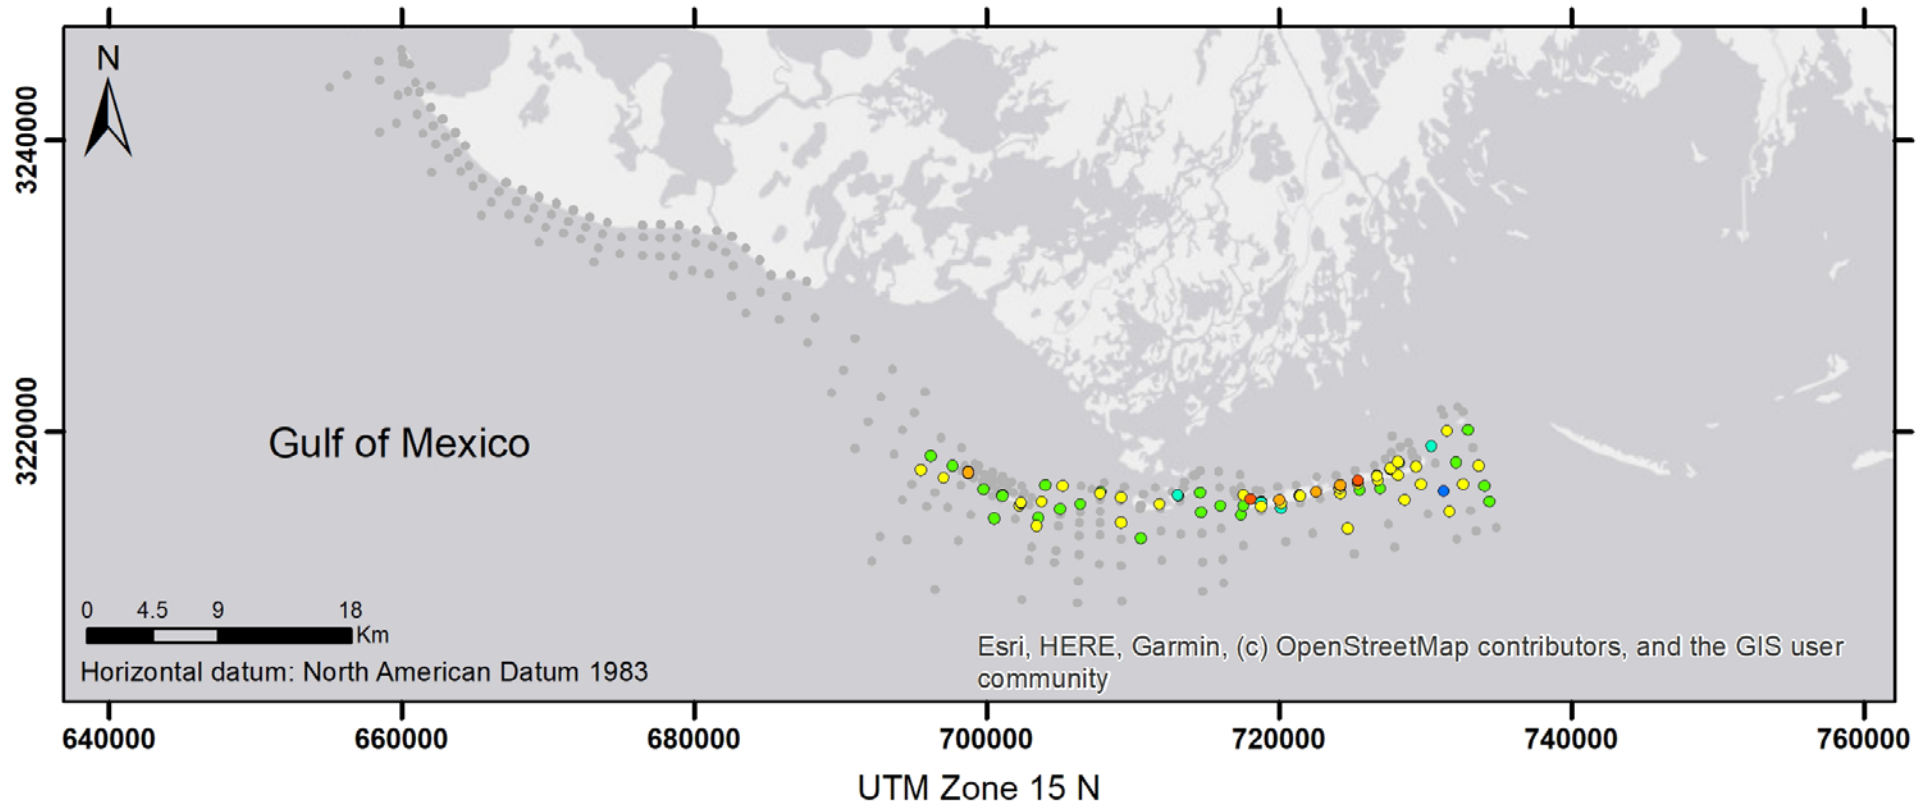 N
3240000
3220000
Gulf of Mexico
0 4.5 9 18
Km
Horizontal datum: North American Datum 1983
Esri, HERE, Garmin, (c) OpenStreetMap contributors, and the GIS user
community
640000 660000 680000 700000 720000 740000 760000
UTM Zone 15 N